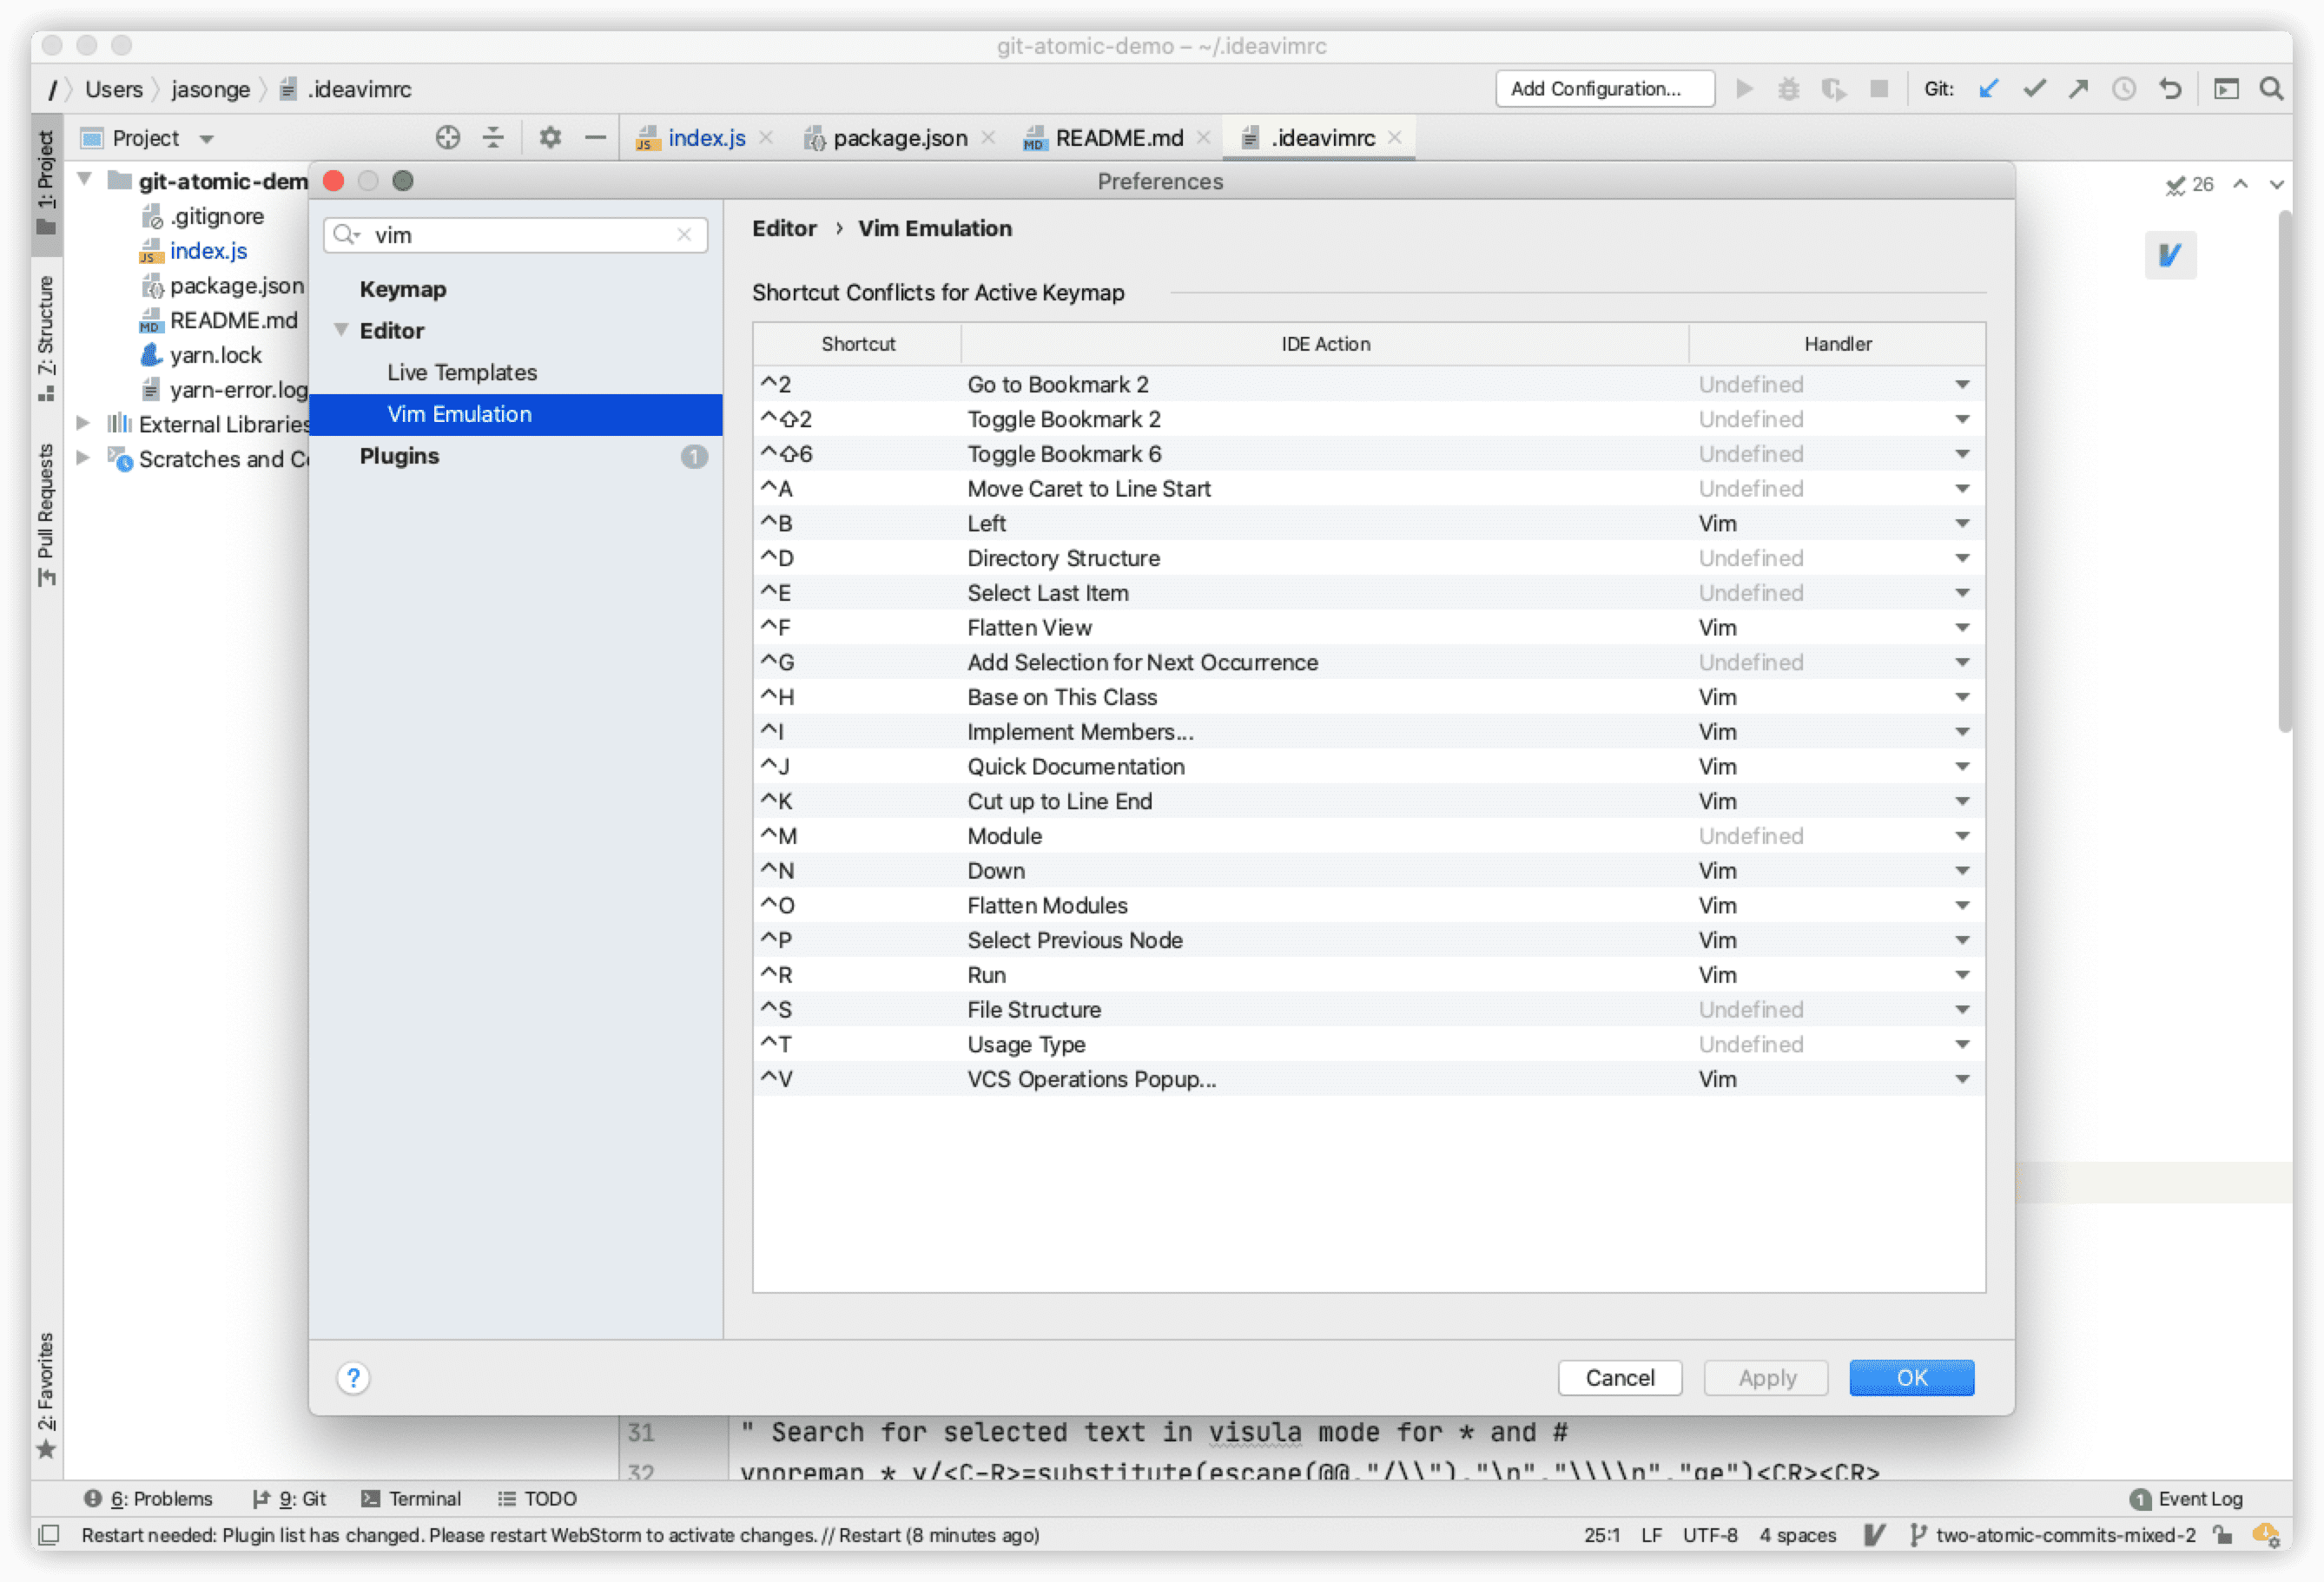 git-atomic-demo – ~/.ideavimrc
/ Users jasonge .ideavimrc Add Configuration... Git:
1: Project Project index.js package.json README.md .ideavimrc
git-atomic-dem Preferences 26
.gitignore
index.js
package.json
README.md
yarn.lock
yarn-error.log
External Libraries
Scratches and Co
7: Structure
Pull Requests
2: Favorites
vim
Keymap
Editor
Live Templates
Vim Emulation
Plugins 1
Editor › Vim Emulation
Shortcut Conflicts for Active Keymap
Shortcut IDE Action Handler
^2 Go to Bookmark 2 Undefined
^⇧2 Toggle Bookmark 2 Undefined
^⇧6 Toggle Bookmark 6 Undefined
^A Move Caret to Line Start Undefined
^B Left Vim
^D Directory Structure Undefined
^E Select Last Item Undefined
^F Flatten View Vim
^G Add Selection for Next Occurrence Undefined
^H Base on This Class Vim
^I Implement Members... Vim
^J Quick Documentation Vim
^K Cut up to Line End Vim
^M Module Undefined
^N Down Vim
^O Flatten Modules Vim
^P Select Previous Node Vim
^R Run Vim
^S File Structure Undefined
^T Usage Type Undefined
^V VCS Operations Popup... Vim
? Cancel Apply OK
31 " Search for selected text in visula mode for * and #
32 vnoremap * y/<C-R>=substitute(escape(@@,"/\\"),"\n","\\\\n","ge")<CR><CR>
6: Problems 9: Git Terminal TODO 1 Event Log
Restart needed: Plugin list has changed. Please restart WebStorm to activate changes. // Restart (8 minutes ago) 25:1 LF UTF-8 4 spaces two-atomic-commits-mixed-2